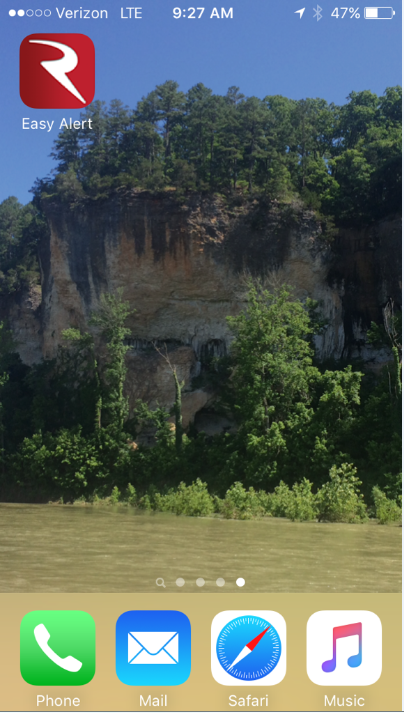 Verizon LTE 9:27 AM 47%
Easy Alert
Phone Mail Safari Music